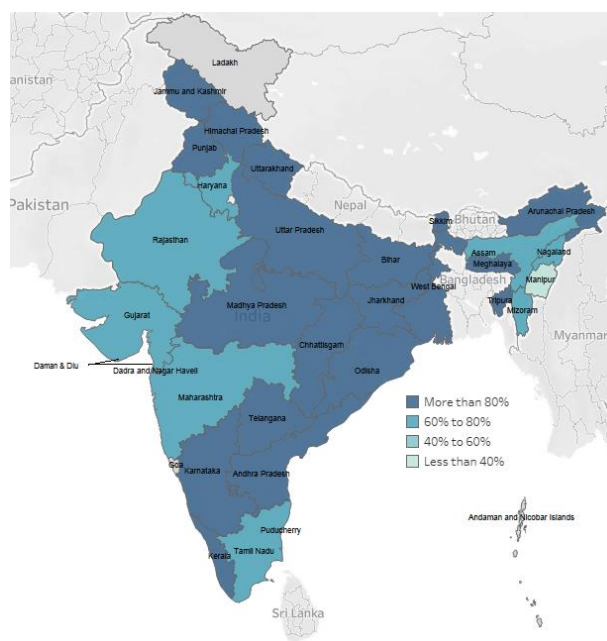 Ladakh
anistan
Jammu and Kashmir
Himachal Pradesh
Punjab
Uttarakhand
Haryana
Pakistan
Nepal
Sikkim
Bhutan
Arunachal Pradesh
Rajasthan
Uttar Pradesh
Assam
Nagaland
Bihar
Meghalaya
Manipur
Bangladesh
Gujarat
Madhya Pradesh
India
Jharkhand
West Bengal
Tripura
Mizoram
Myanmar
Chhattisgarh
Daman & Diu
Dadra and Nagar Haveli
Odisha
Maharashtra
Telangana
More than 80%
60% to 80%
40% to 60%
Less than 40%
Goa
Karnataka
Andhra Pradesh
Andaman and Nicobar Islands
Puducherry
Kerala
Tamil Nadu
Sri Lanka